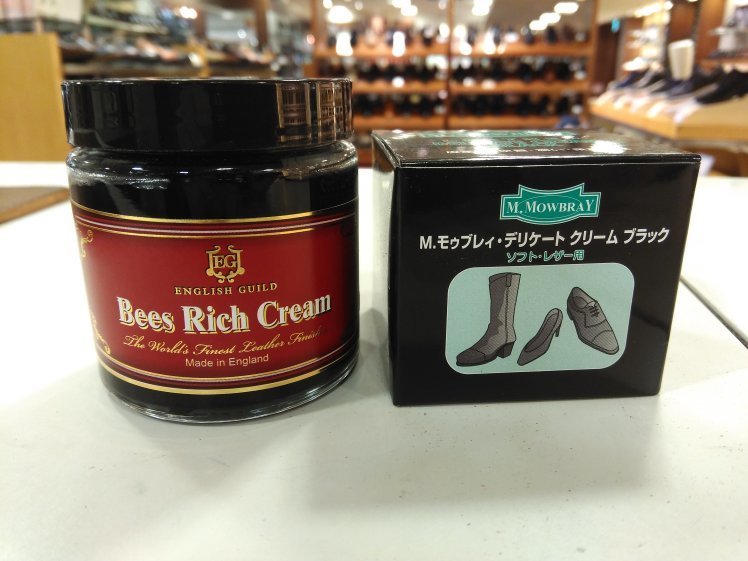 EG
ENGLISH GUILD
Bees Rich Cream
The World's Finest Leather Finest
Made in England
M. MOWBRAY
M.モゥブレィ・デリケート クリーム ブラック
ソフト・レザー用